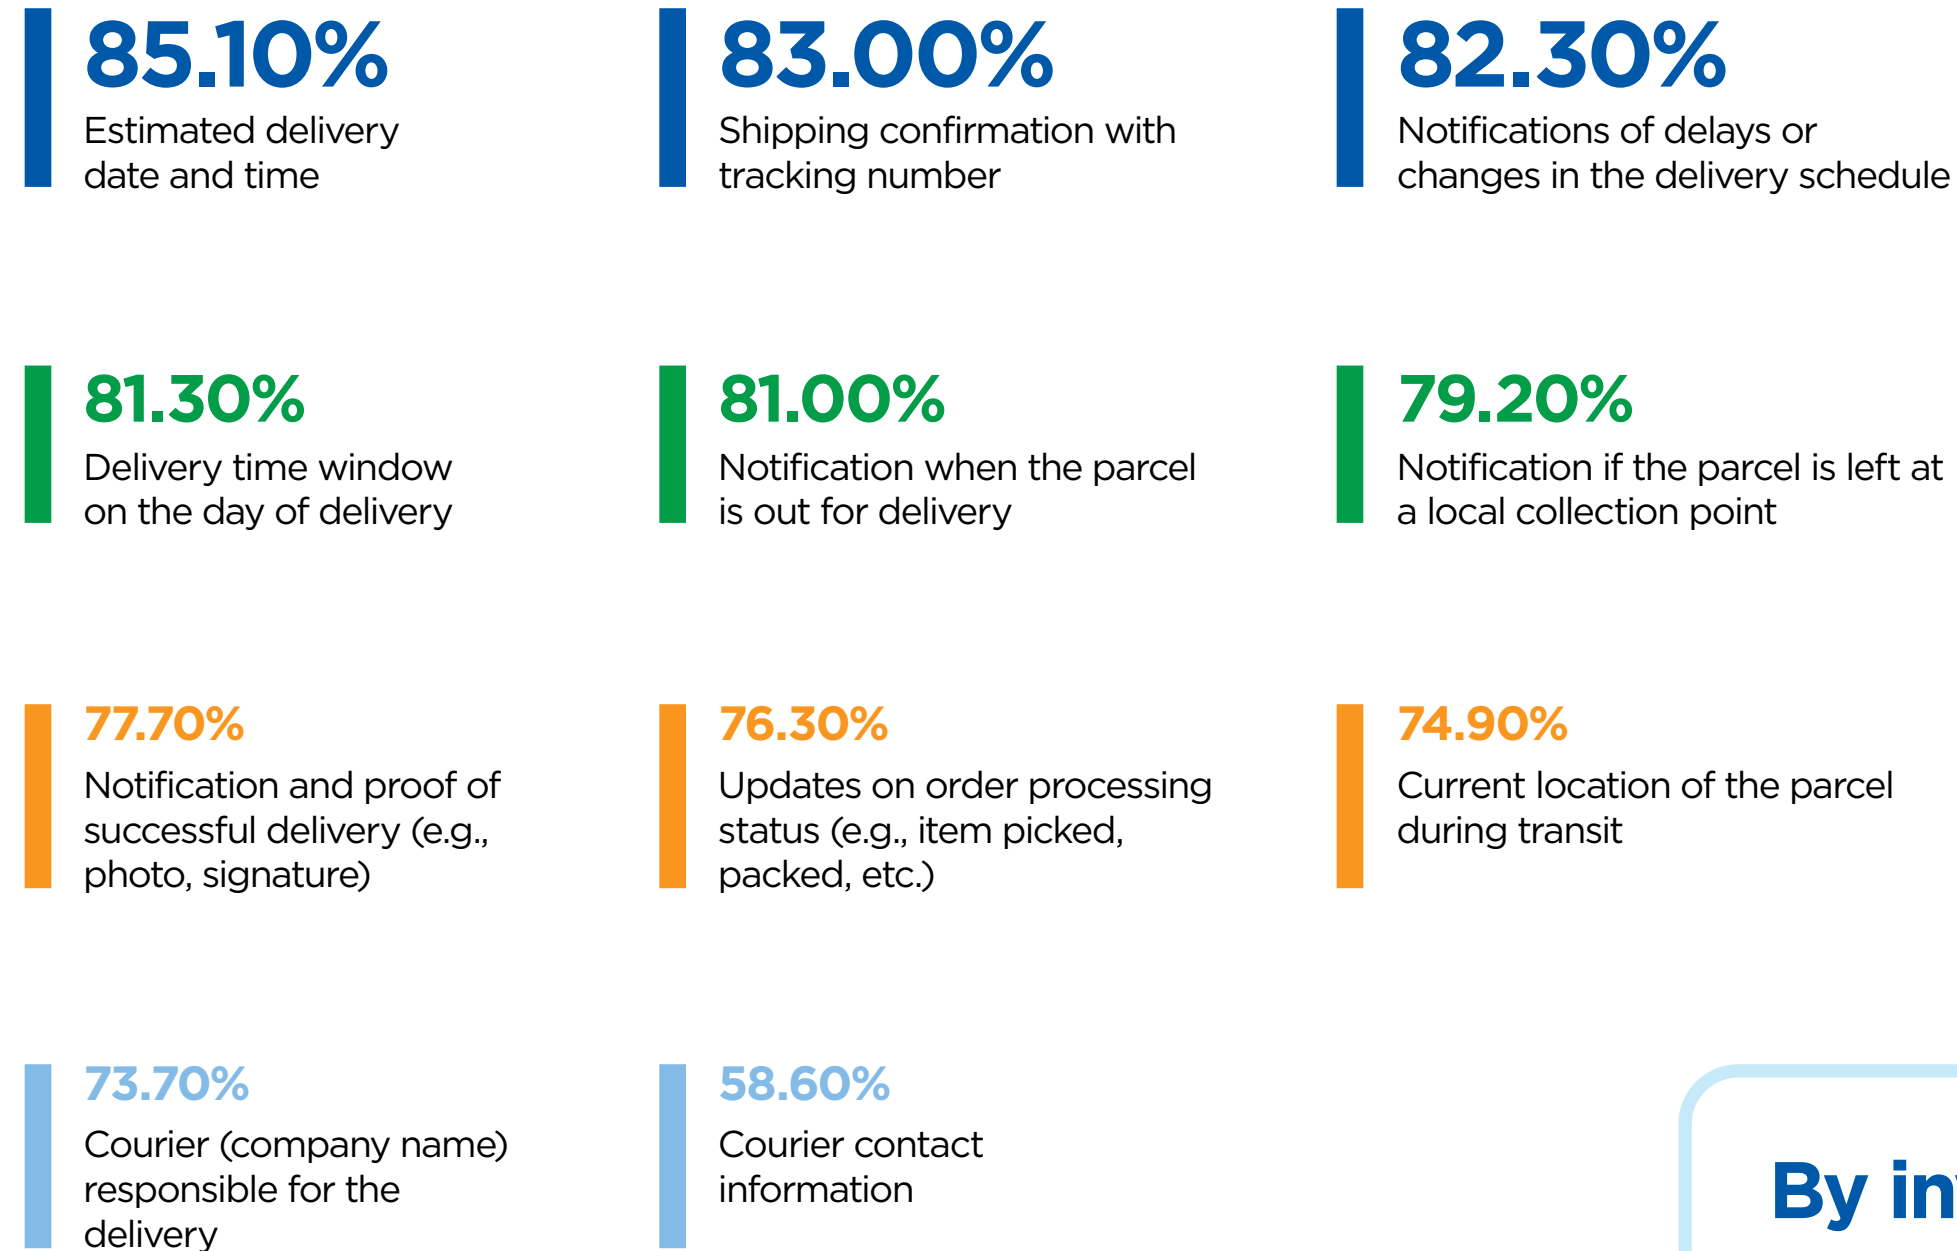 85.10%
Estimated delivery
date and time
83.00%
Shipping confirmation with
tracking number
82.30%
Notifications of delays or
changes in the delivery schedule
81.30%
Delivery time window
on the day of delivery
81.00%
Notification when the parcel
is out for delivery
79.20%
Notification if the parcel is left at
a local collection point
77.70%
Notification and proof of
successful delivery (e.g.,
photo, signature)
76.30%
Updates on order processing
status (e.g., item picked,
packed, etc.)
74.90%
Current location of the parcel
during transit
73.70%
Courier (company name)
responsible for the
delivery
58.60%
Courier contact
information
By